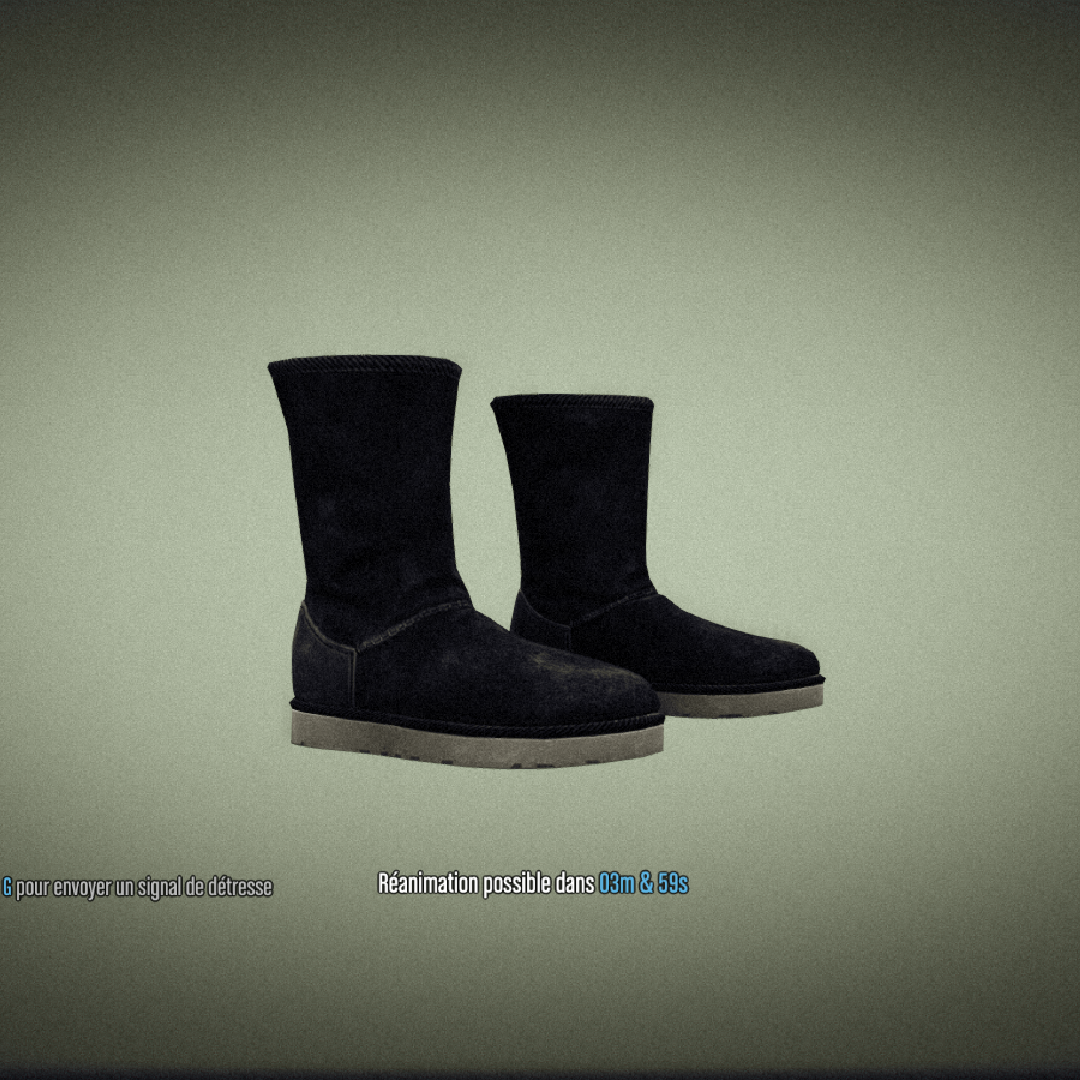 G pour envoyer un signal de détresse
Réanimation possible dans 03m & 59s